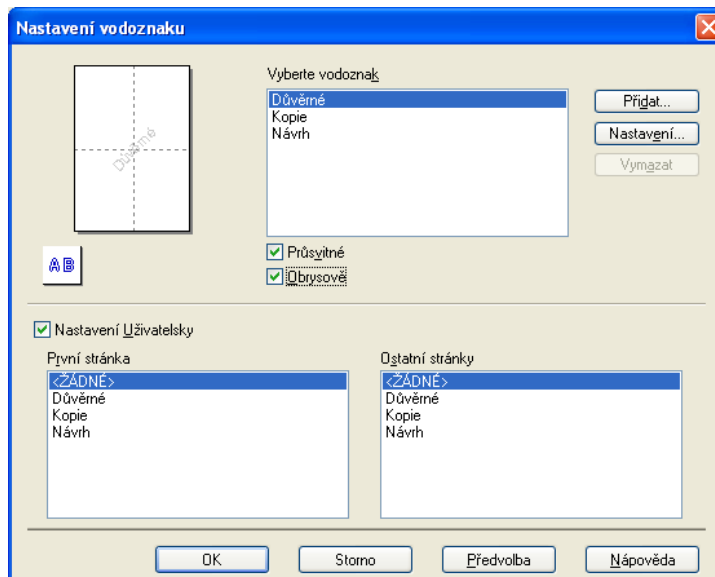 Nastavení vodoznaku
Vyberte vodoznak
Důvěrné
Kopie
Návrh
Přidat...
Nastavení...
Vymazat
Důvěrné
AB
Průsvitné
Obrysově
Nastavení Uživatelsky
První stránka
<ŽÁDNÉ>
Důvěrné
Kopie
Návrh
Ostatní stránky
<ŽÁDNÉ>
Důvěrné
Kopie
Návrh
OK
Storno
Předvolba
Nápověda